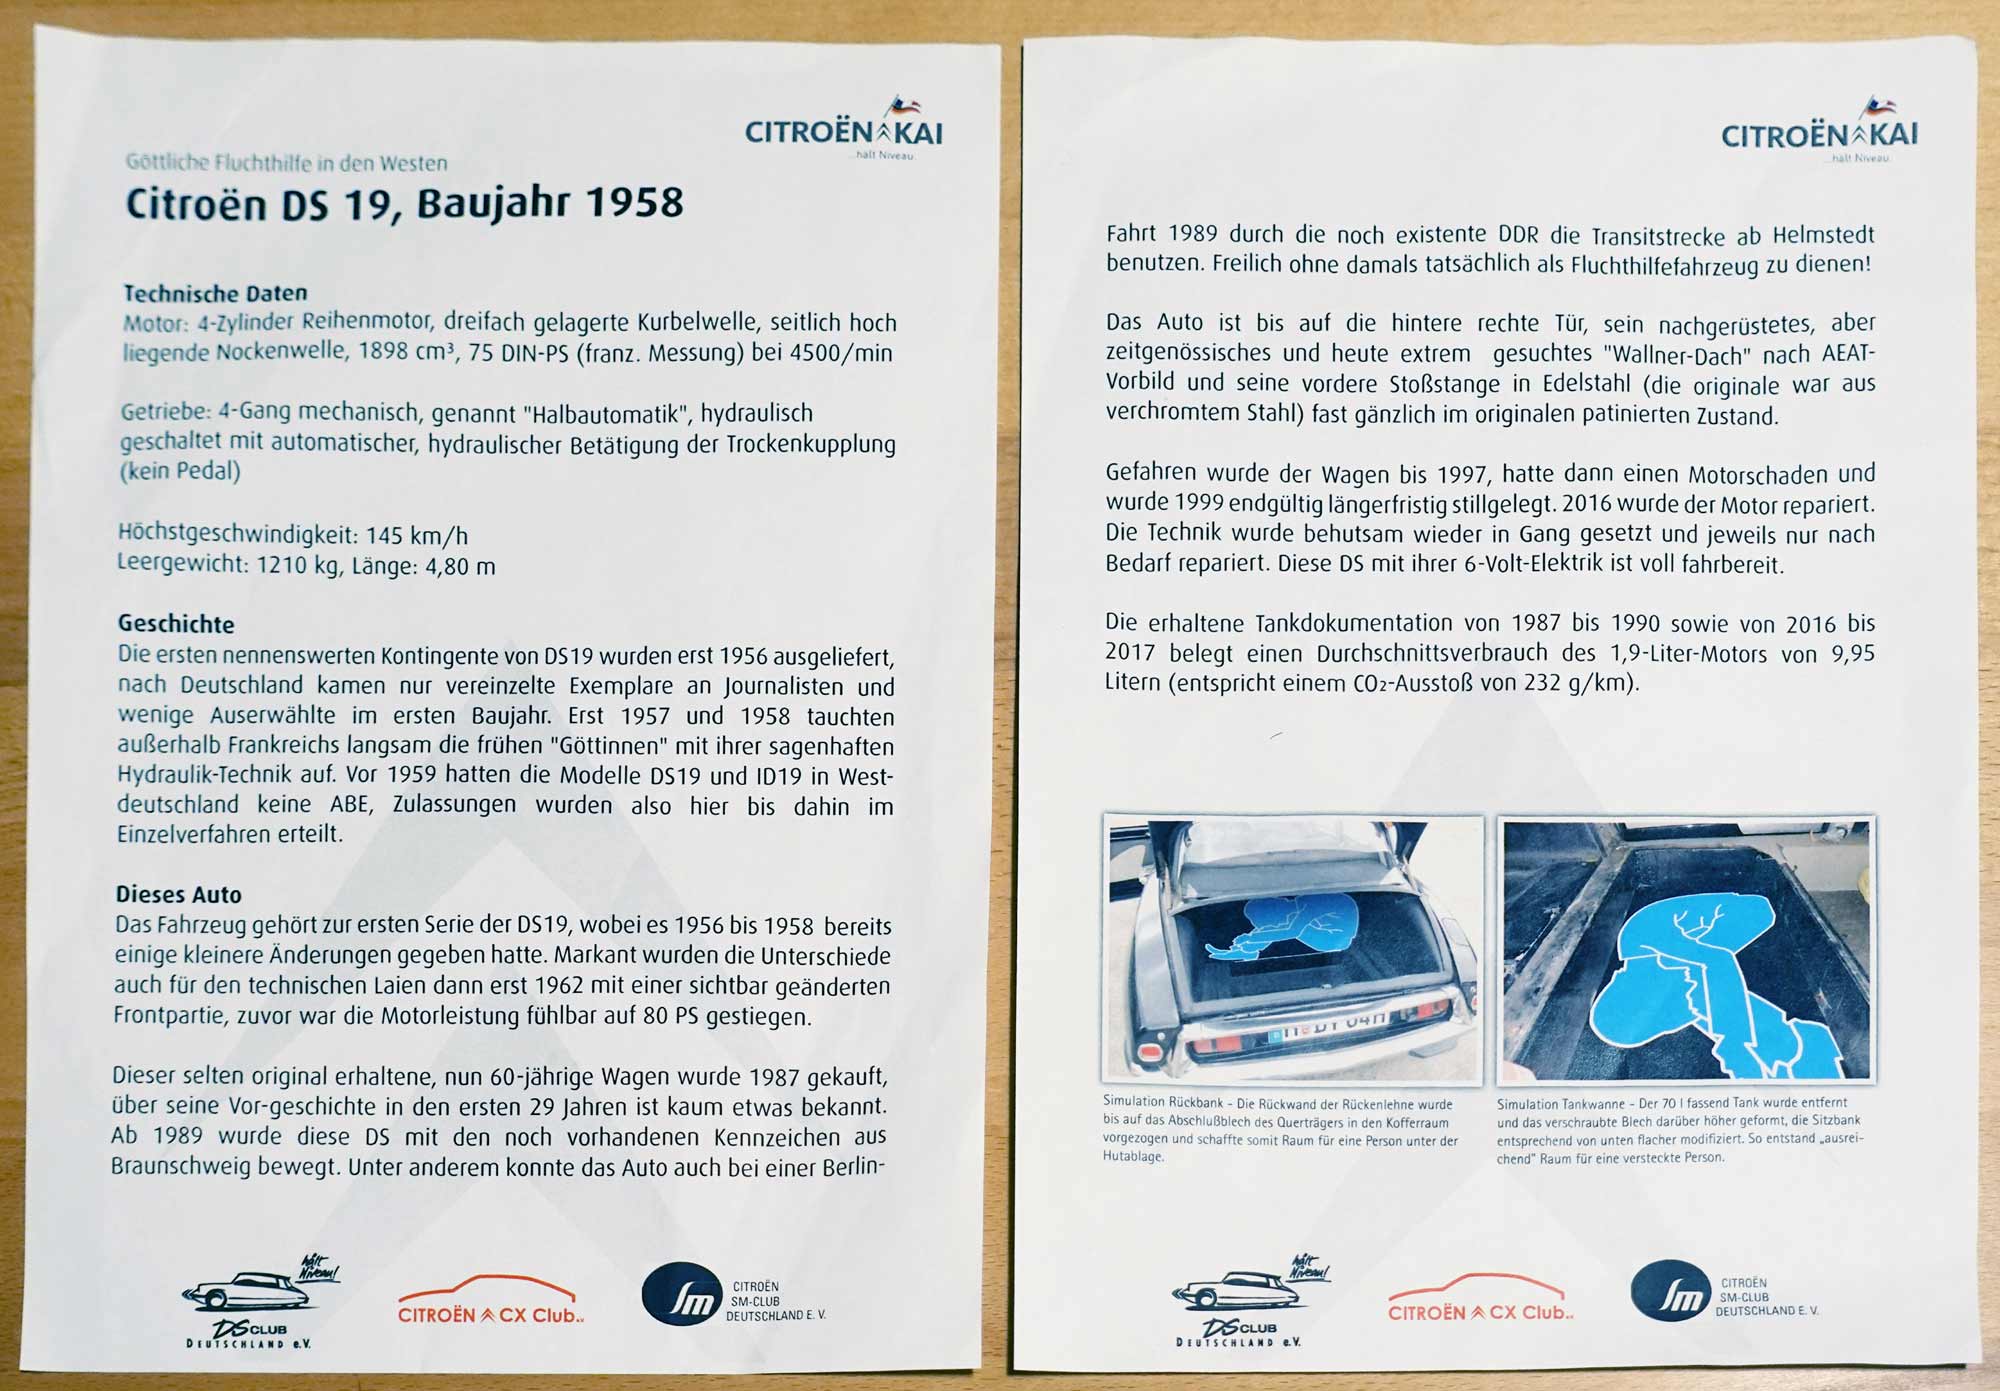 CITROËN KAI
...hält Niveau.
Göttliche Fluchthilfe in den Westen
Citroën DS 19, Baujahr 1958
Technische Daten
Motor: 4-Zylinder Reihenmotor, dreifach gelagerte Kurbelwelle, seitlich hoch
liegende Nockenwelle, 1898 cm³, 75 DIN-PS (franz. Messung) bei 4500/min
Getriebe: 4-Gang mechanisch, genannt "Halbautomatik", hydraulisch
geschaltet mit automatischer, hydraulischer Betätigung der Trockenkupplung
(kein Pedal)
Höchstgeschwindigkeit: 145 km/h
Leergewicht: 1210 kg, Länge: 4,80 m
Geschichte
Die ersten nennenswerten Kontingente von DS19 wurden erst 1956 ausgeliefert,
nach Deutschland kamen nur vereinzelte Exemplare an Journalisten und
wenige Auserwählte im ersten Baujahr. Erst 1957 und 1958 tauchten
außerhalb Frankreichs langsam die frühen "Göttinnen" mit ihrer sagenhaften
Hydraulik-Technik auf. Vor 1959 hatten die Modelle DS19 und ID19 in West-
deutschland keine ABE, Zulassungen wurden also hier bis dahin im
Einzelverfahren erteilt.
Dieses Auto
Das Fahrzeug gehört zur ersten Serie der DS19, wobei es 1956 bis 1958 bereits
einige kleinere Änderungen gegeben hatte. Markant wurden die Unterschiede
auch für den technischen Laien dann erst 1962 mit einer sichtbar geänderten
Frontpartie, zuvor war die Motorleistung fühlbar auf 80 PS gestiegen.
Dieser selten original erhaltene, nun 60-jährige Wagen wurde 1987 gekauft,
über seine Vor-geschichte in den ersten 29 Jahren ist kaum etwas bekannt.
Ab 1989 wurde diese DS mit den noch vorhandenen Kennzeichen aus
Braunschweig bewegt. Unter anderem konnte das Auto auch bei einer Berlin-
hält
Niveau!
DS CLUB
DEUTSCHLAND e.V.
CITROËN CX Club e.V.
SM
CITROËN
SM-CLUB
DEUTSCHLAND E. V.
CITROËN KAI
...hält Niveau.
Fahrt 1989 durch die noch existente DDR die Transitstrecke ab Helmstedt
benutzen. Freilich ohne damals tatsächlich als Fluchthilfefahrzeug zu dienen!
Das Auto ist bis auf die hintere rechte Tür, sein nachgerüstetes, aber
zeitgenössisches und heute extrem gesuchtes "Wallner-Dach" nach AEAT-
Vorbild und seine vordere Stoßstange in Edelstahl (die originale war aus
verchromtem Stahl) fast gänzlich im originalen patinierten Zustand.
Gefahren wurde der Wagen bis 1997, hatte dann einen Motorschaden und
wurde 1999 endgültig längerfristig stillgelegt. 2016 wurde der Motor repariert.
Die Technik wurde behutsam wieder in Gang gesetzt und jeweils nur nach
Bedarf repariert. Diese DS mit ihrer 6-Volt-Elektrik ist voll fahrbereit.
Die erhaltene Tankdokumentation von 1987 bis 1990 sowie von 2016 bis
2017 belegt einen Durchschnittsverbrauch des 1,9-Liter-Motors von 9,95
Litern (entspricht einem CO₂-Ausstoß von 232 g/km).
Simulation Rückbank - Die Rückwand der Rückenlehne wurde
bis auf das Abschlußblech des Querträgers in den Kofferraum
vorgezogen und schaffte somit Raum für eine Person unter der
Hutablage.
Simulation Tankwanne - Der 70 l fassend Tank wurde entfernt
und das verschraubte Blech darüber höher geformt, die Sitzbank
entsprechend von unten flacher modifiziert. So entstand „ausrei-
chend" Raum für eine versteckte Person.
hält
Niveau!
DS CLUB
DEUTSCHLAND e.V.
CITROËN CX Club e.V.
SM
CITROËN
SM-CLUB
DEUTSCHLAND E. V.